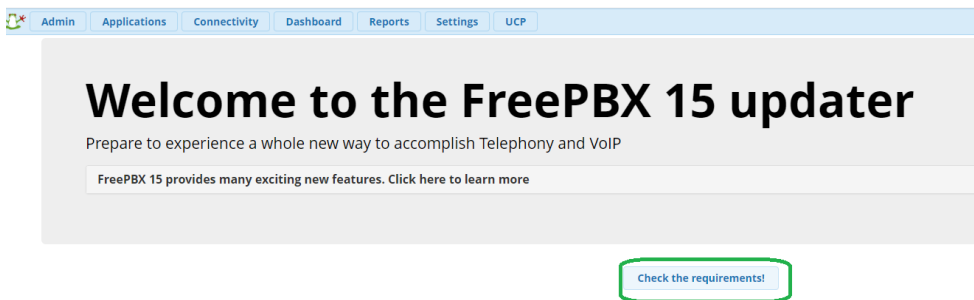 Admin Applications Connectivity Dashboard Reports Settings UCP
Welcome to the FreePBX 15 updater
Prepare to experience a whole new way to accomplish Telephony and VoIP
FreePBX 15 provides many exciting new features. Click here to learn more
Check the requirements!